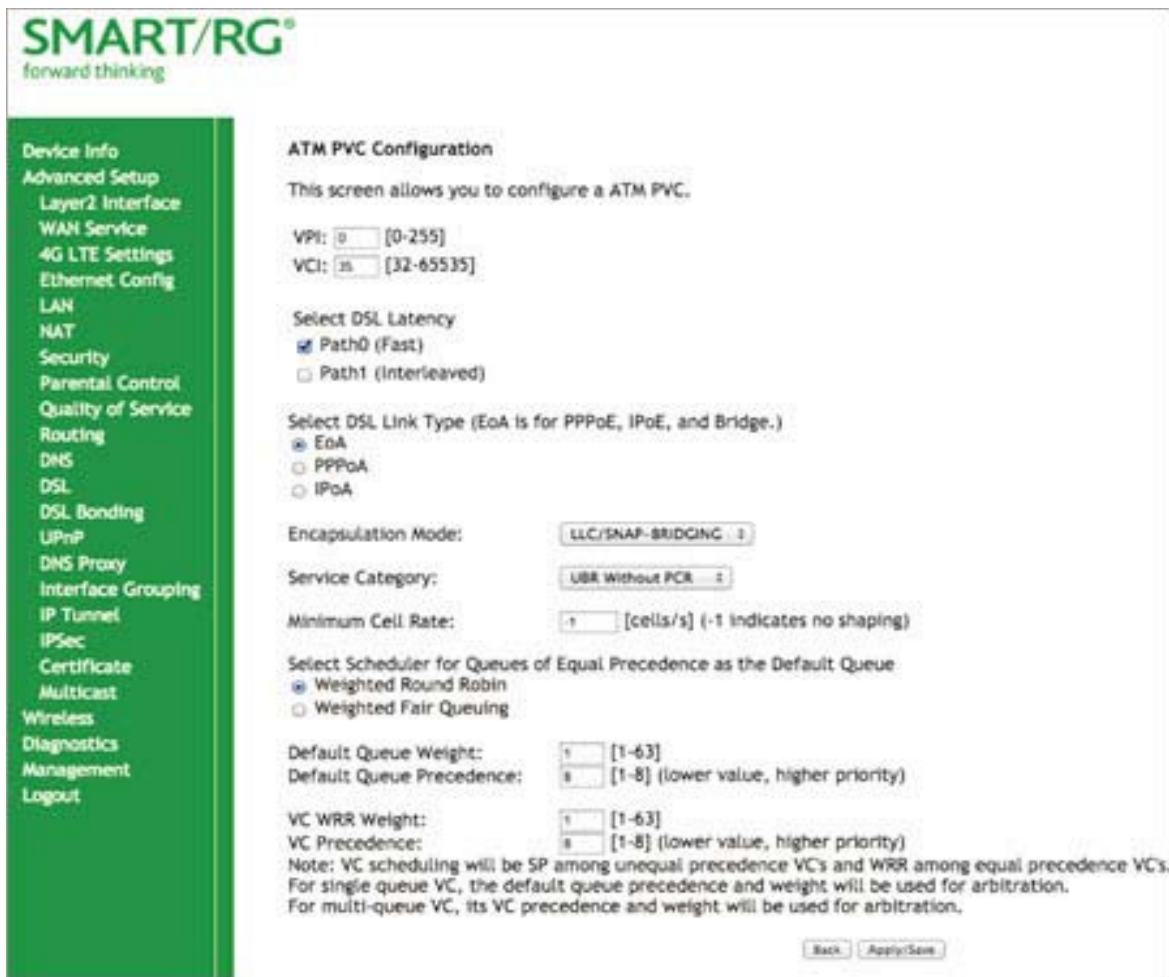 SMART/RG®
forward thinking
Device Info
Advanced Setup
Layer2 Interface
WAN Service
4G LTE Settings
Ethernet Config
LAN
NAT
Security
Parental Control
Quality of Service
Routing
DNS
DSL
DSL Bonding
UPnP
DNS Proxy
Interface Grouping
IP Tunnel
IPSec
Certificate
Multicast
Wireless
Diagnostics
Management
Logout
ATM PVC Configuration
This screen allows you to configure a ATM PVC.
VPI: 0 [0-255]
VCI: 35 [32-65535]
Select DSL Latency
Path0 (Fast)
Path1 (Interleaved)
Select DSL Link Type (EoA is for PPPoE, IPoE, and Bridge.)
EoA
PPPoA
IPoA
Encapsulation Mode: LLC/SNAP-BRIDGING
Service Category: UBR Without PCR
Minimum Cell Rate: -1 [cells/s] (-1 indicates no shaping)
Select Scheduler for Queues of Equal Precedence as the Default Queue
Weighted Round Robin
Weighted Fair Queuing
Default Queue Weight: 1 [1-63]
Default Queue Precedence: 8 [1-8] (lower value, higher priority)
VC WRR Weight: 1 [1-63]
VC Precedence: 8 [1-8] (lower value, higher priority)
Note: VC scheduling will be SP among unequal precedence VC's and WRR among equal precedence VC's.
For single queue VC, the default queue precedence and weight will be used for arbitration.
For multi-queue VC, its VC precedence and weight will be used for arbitration.
Back Apply/Save